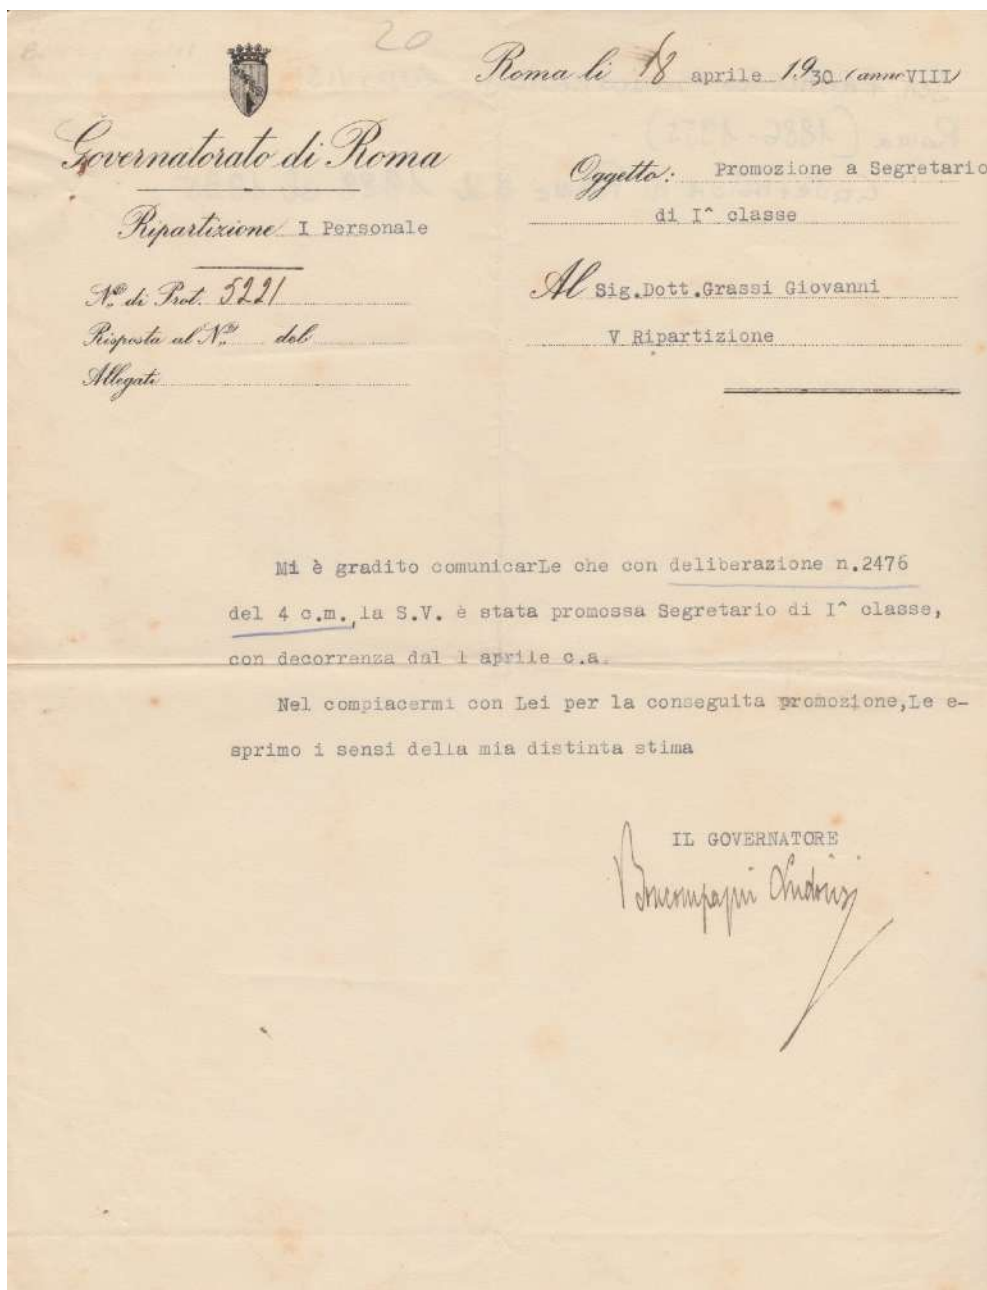 20
Roma li 18 aprile 1930 (anno VIII)
Governatorato di Roma
Ripartizione I Personale
N.º di Prot. 5221
Risposta al N.º del
Allegati
Oggetto: Promozione a Segretario
di I^ classe
Al Sig.Dott.Grassi Giovanni
V Ripartizione
Mi è gradito comunicarLe che con deliberazione n.2476
del 4 c.m., la S.V. è stata promossa Segretario di I^ classe,
con decorrenza dal 1 aprile c.a.
Nel compiacermi con Lei per la conseguita promozione,Le e-
sprimo i sensi della mia distinta stima
IL GOVERNATORE
Boncompagni Ludovisi